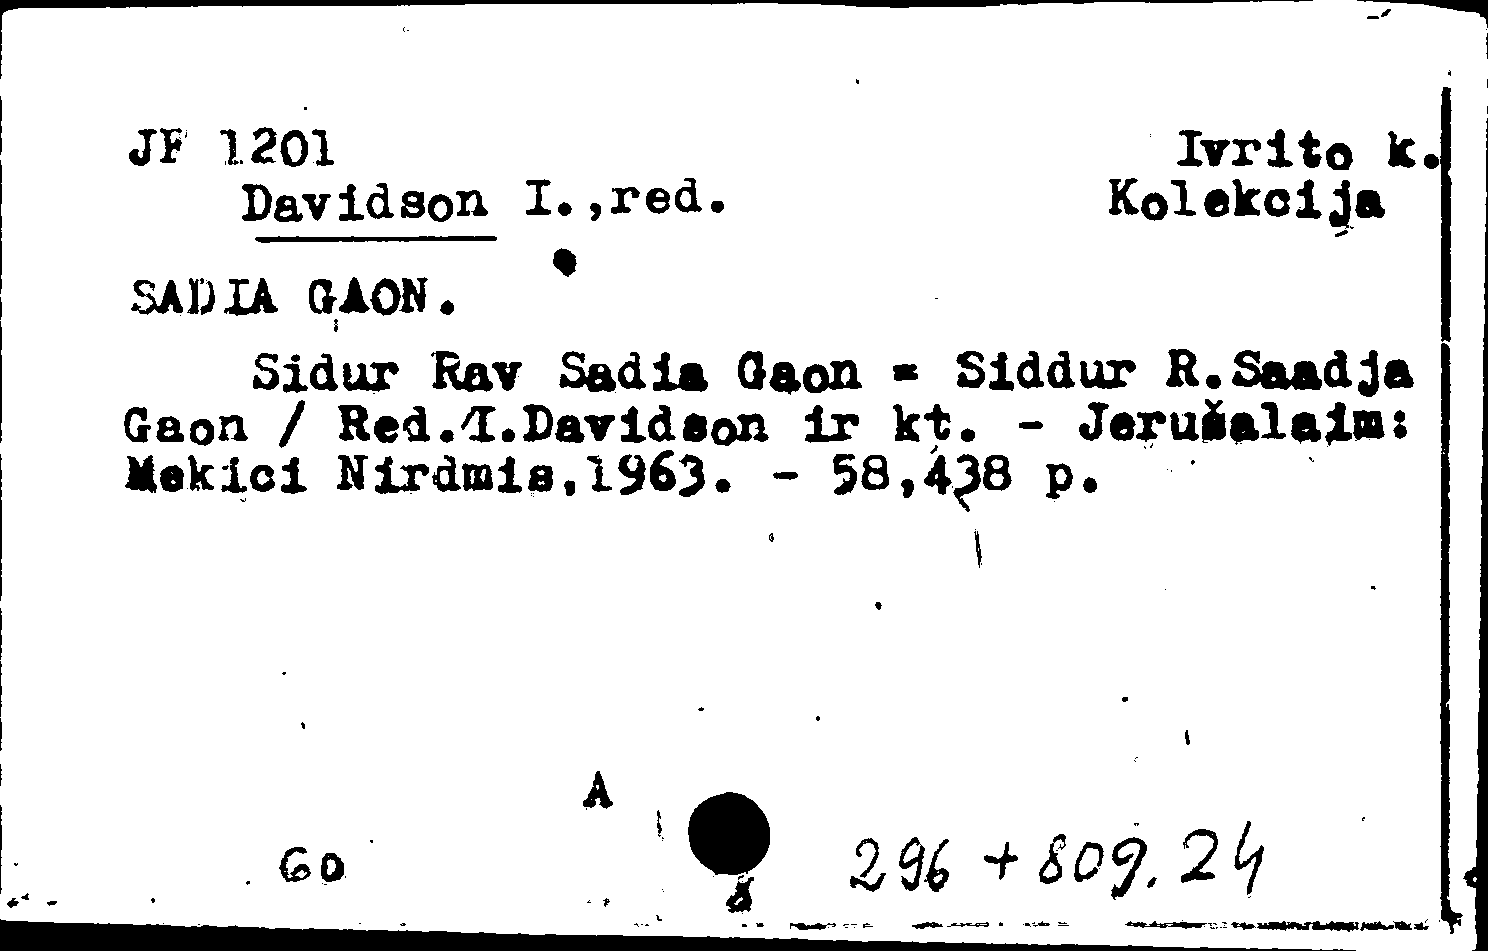 JF 1201 Ivrito k.
Davidson I.,red. Kolekcija
SADIA GAON.
Sidur Rav Sadia Gaon = Siddur R.Saadja
Gaon / Red. I.Davidson ir kt. - Jerušalaim:
Mekici Nirdmis,1963. - 58,438 p.
A
60 296 + 809.24